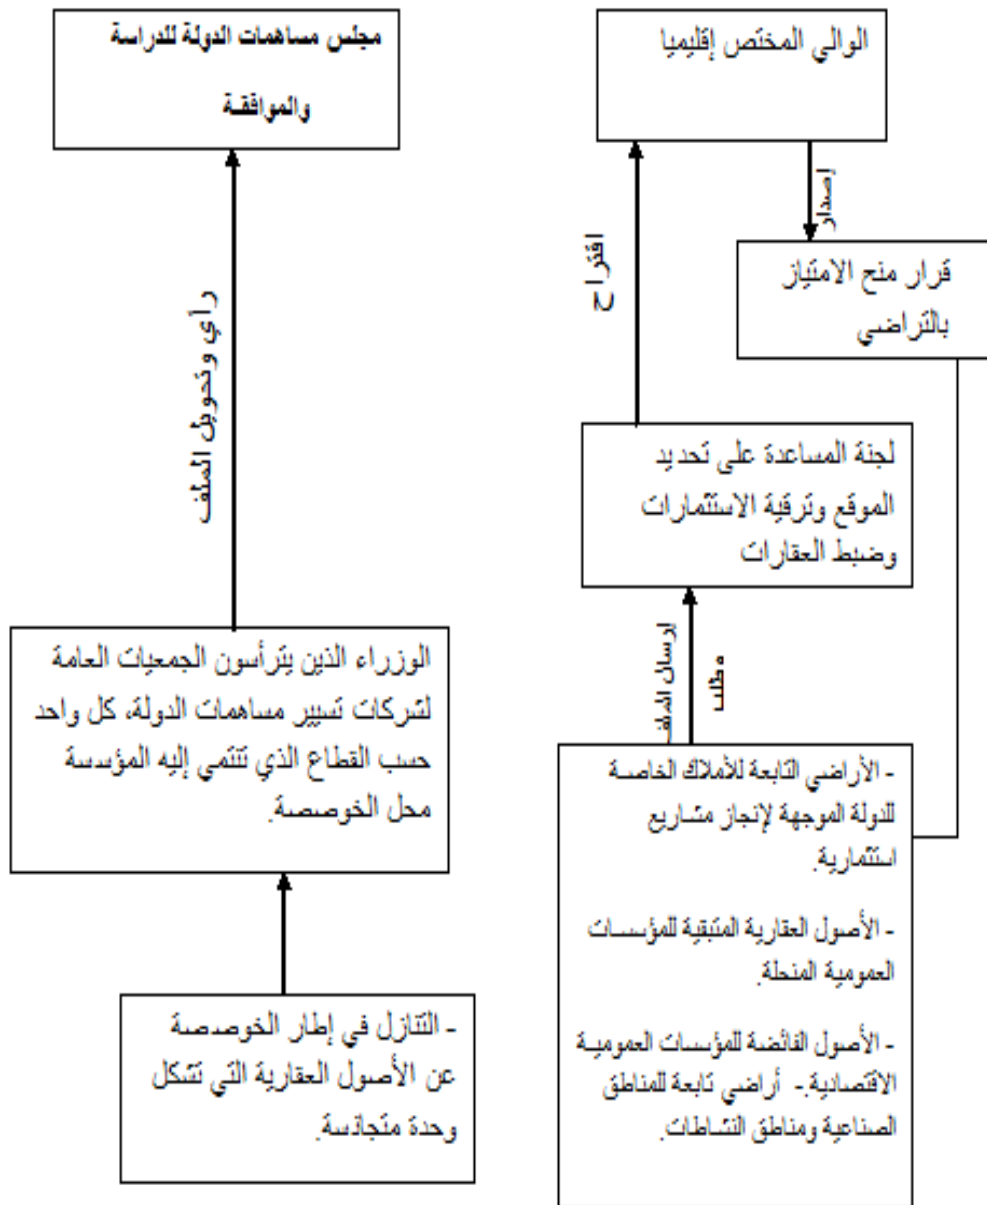 الوالي المختص إقليميا
إصدار
قرار منح الامتياز
بالتراضي
اقتراح
لجنة المساعدة على تحديد
الموقع وترقية الاستثمارات
وضبط العقارات
إرسال الملف
مطلب
- الأراضي التابعة للأملاك الخاصة
للدولة الموجهة لإنجاز مشاريع
استثمارية.
- الأصول العقارية المتبقية للمؤسسات
العمومية المنحلة.
- الأصول الفائضة للمؤسسات العمومية
الاقتصادية.- أراضي تابعة للمناطق
الصناعية ومناطق النشاطات.
مجلس مساهمات الدولة للدراسة
والموافقة
رأي وتحويل الملف
الوزراء الذين يترأسون الجمعيات العامة
لشركات تسيير مساهمات الدولة، كل واحد
حسب القطاع الذي تنتمي إليه المؤسسة
محل الخوصصة.
- التنازل في إطار الخوصصة
عن الأصول العقارية التي تشكل
وحدة متجانسة.